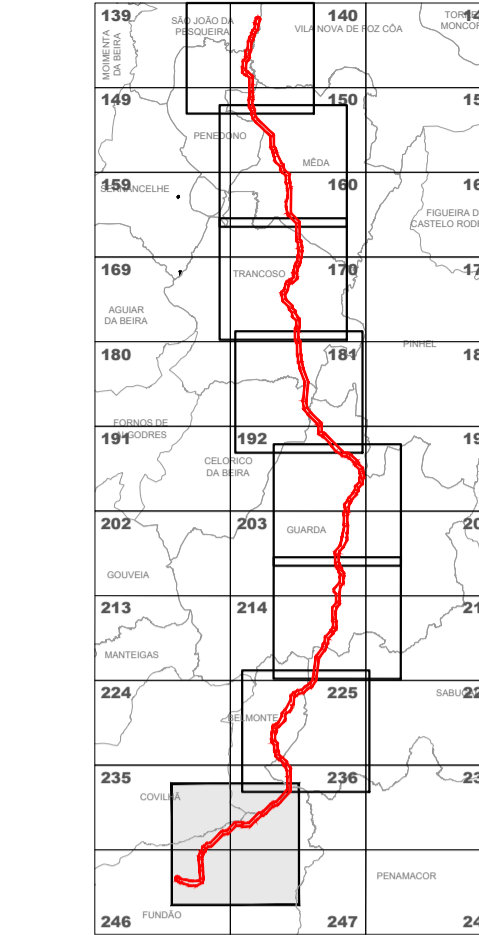 139
SÃO JOÃO DA
PESQUEIRA
140
VILA NOVA DE FOZ CÔA
MOIMENTA
DA BEIRA
149
150
PENEDONO
MÊDA
159
SERNANCELHE
160
FIGUEIRA D
CASTELO RODR
169
TRANCOSO
170
AGUIAR
DA BEIRA
180
181
PINHEL
FORNOS DE
ALGODRES
191
192
CELORICO
DA BEIRA
202
203
GUARDA
GOUVEIA
213
214
MANTEIGAS
224
225
SABUG
BELMONTE
235
236
COVILHÃ
PENAMACOR
FUNDÃO
246
247